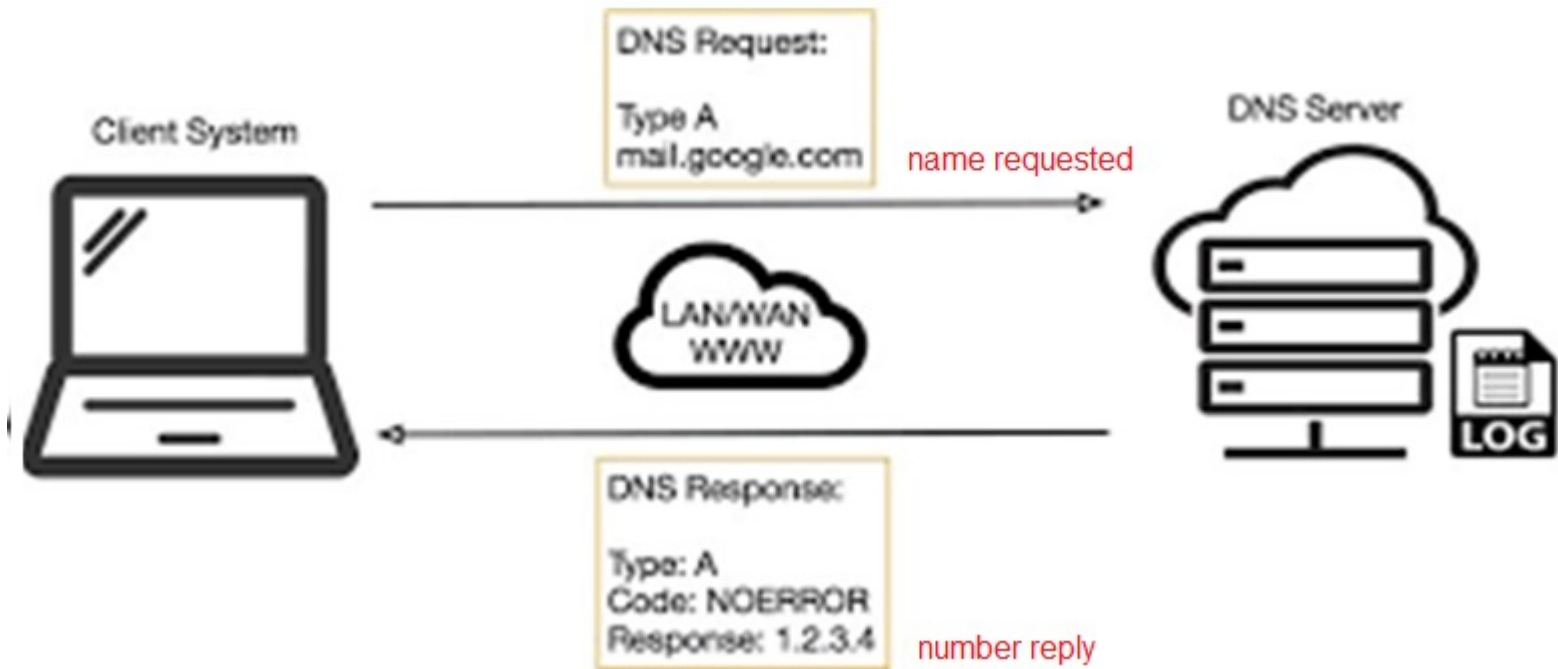 DNS Request:
Type A
mail.google.com
name requested
Client System
DNS Server
LAN/WAN
WWW
LOG
DNS Response:
Type: A
Code: NOERROR
Response: 1.2.3.4
number reply